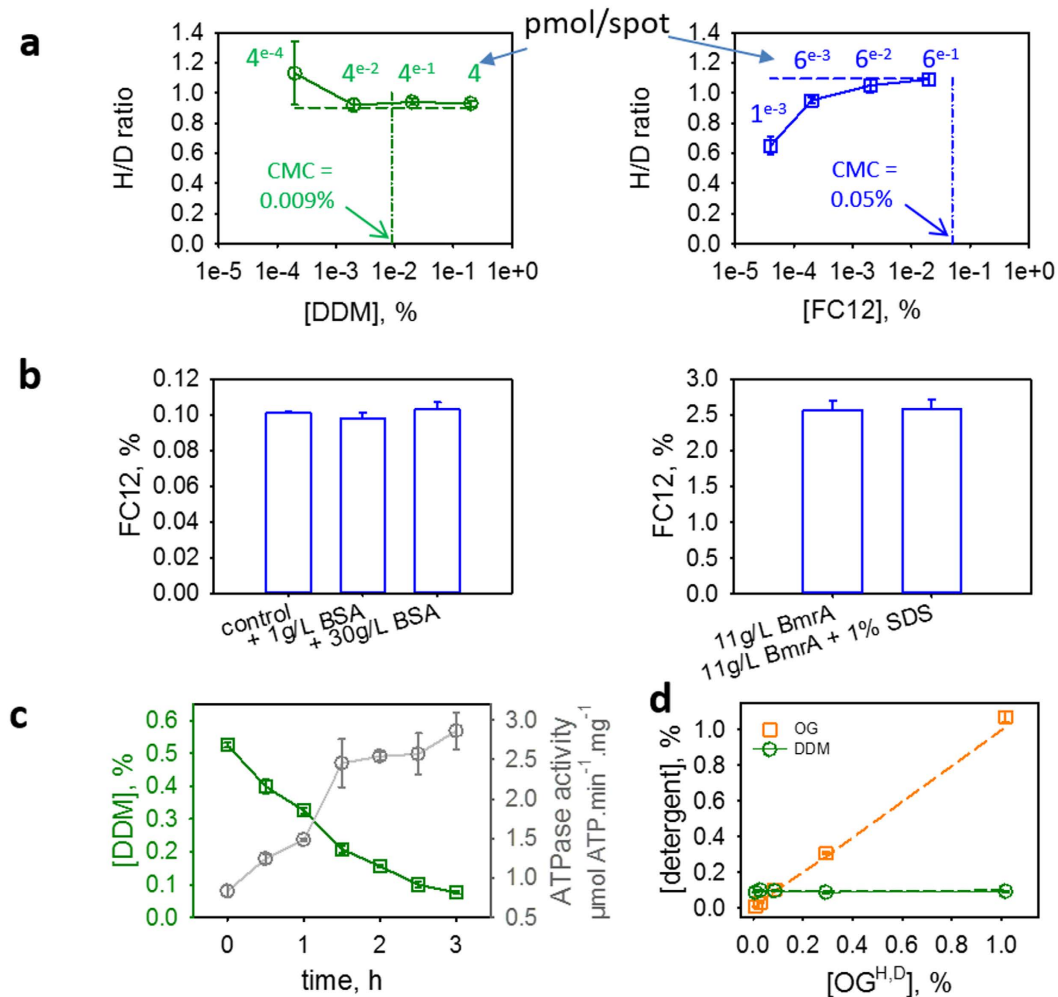 a
pmol/spot
H/D ratio
1.4
1.2
1.0
0.8
0.6
0.4
0.2
0.0
4e-4
4e-2
4e-1
4
CMC =
0.009%
1e-5 1e-4 1e-3 1e-2 1e-1 1e+0
[DDM], %
H/D ratio
1.4
1.2
1.0
0.8
0.6
0.4
0.2
0.0
1e-3
6e-3
6e-2
6e-1
CMC =
0.05%
1e-5 1e-4 1e-3 1e-2 1e-1 1e+0
[FC12], %
b
FC12, %
0.12
0.10
0.08
0.06
0.04
0.02
0.00
control
+ 1g/L BSA
+ 30g/L BSA
FC12, %
3.0
2.5
2.0
1.5
1.0
0.5
0.0
11g/L BmrA
11g/L BmrA + 1% SDS
c
[DDM], %
0.6
0.5
0.4
0.3
0.2
0.1
0.0
0 1 2 3
time, h
3.0
2.5
2.0
1.5
1.0
0.5
ATPase activity
µmol ATP.min-1.mg-1
d
[detergent], %
1.0
0.8
0.6
0.4
0.2
0.0
OG
DDM
0.0 0.2 0.4 0.6 0.8 1.0
[OGH,D], %